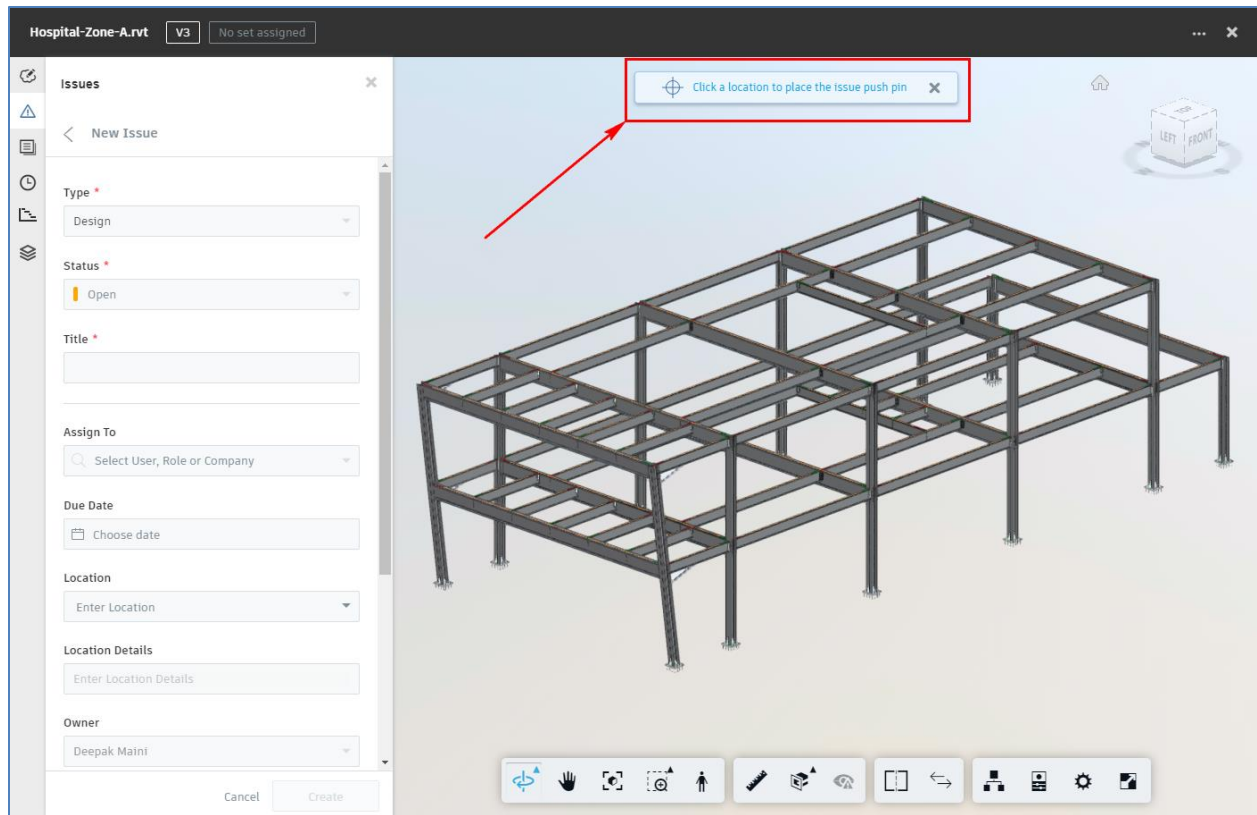 Hospital-Zone-A.rvt V3 No set assigned
Issues
New Issue
Type *
Design
Status *
Open
Title *
Assign To
Select User, Role or Company
Due Date
Choose date
Location
Enter Location
Location Details
Enter Location Details
Owner
Deepak Maini
Cancel Create
Click a location to place the issue push pin
TOP
LEFT FRONT